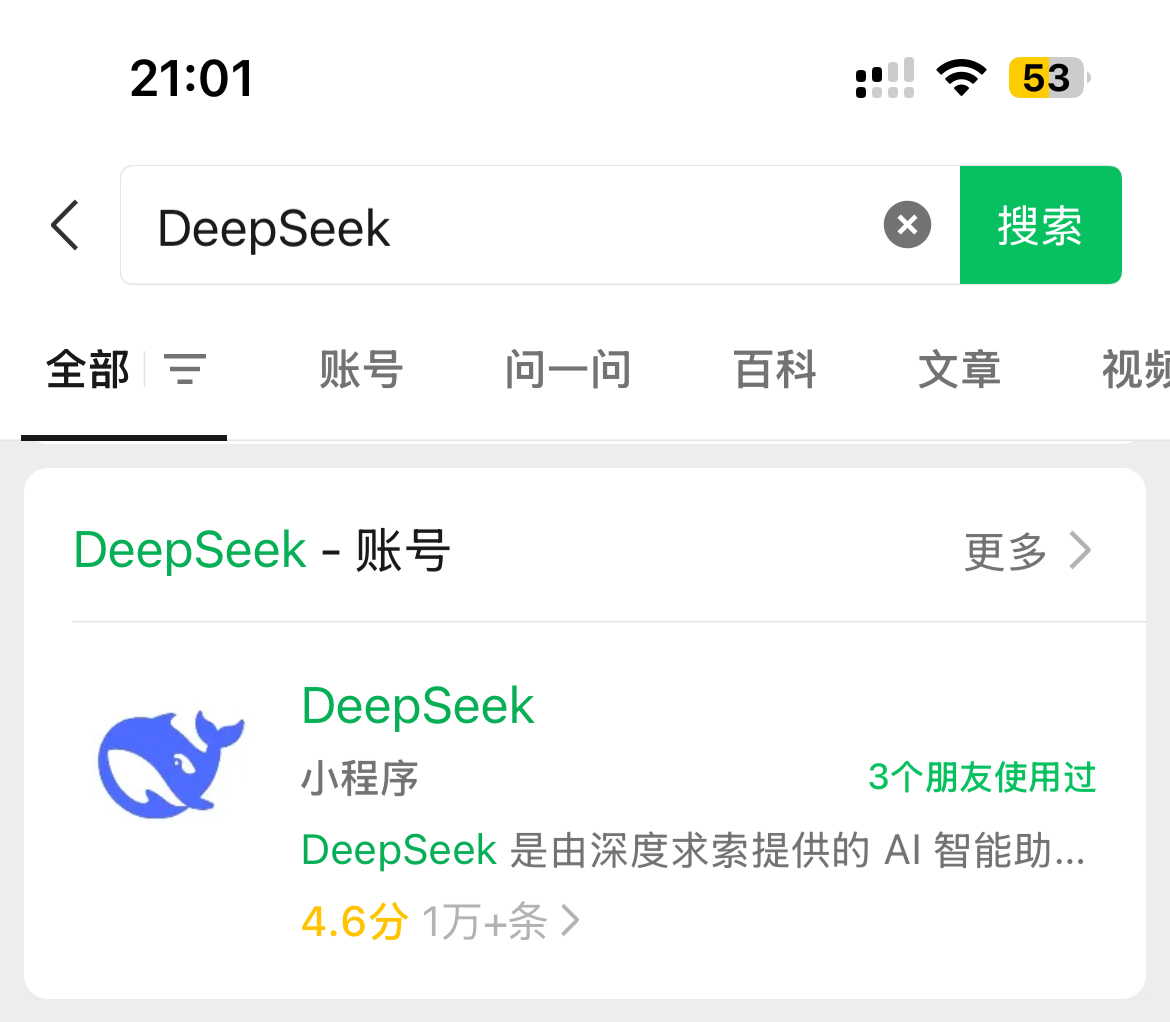 21:01 53
DeepSeek 搜索
全部 账号 问一问 百科 文章 视频
DeepSeek - 账号 更多
DeepSeek
小程序 3个朋友使用过
DeepSeek 是由深度求索提供的 AI 智能助...
4.6分 1万+条